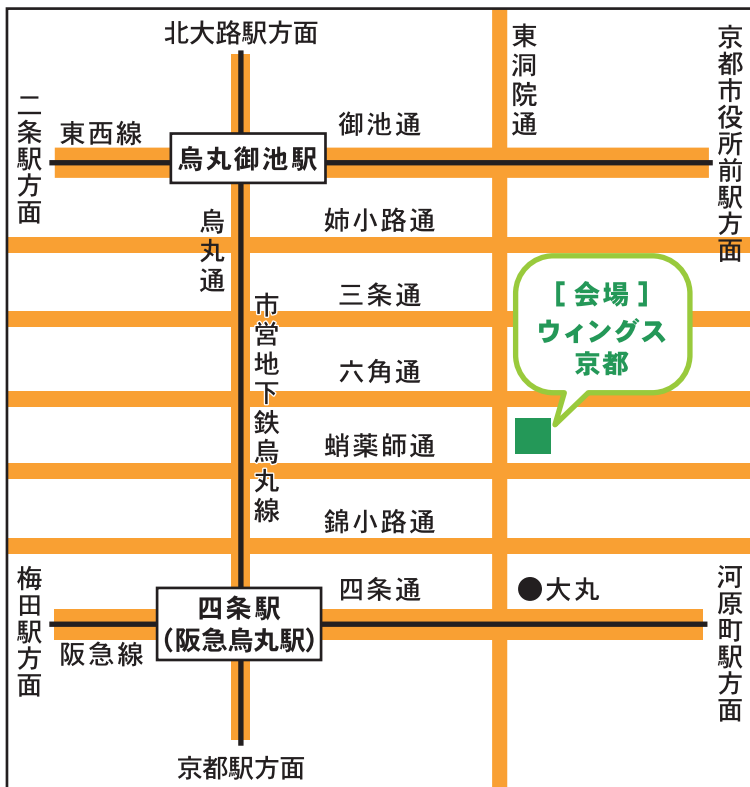 北大路駅方面
東洞院通
京都市役所前駅方面
二条駅方面
東西線
御池通
烏丸御池駅
烏丸通
姉小路通
市営地下鉄烏丸線
三条通
[会場]
ウィングス
京都
六角通
蛸薬師通
錦小路通
梅田駅方面
四条駅
(阪急烏丸駅)
四条通
●大丸
河原町駅方面
阪急線
京都駅方面